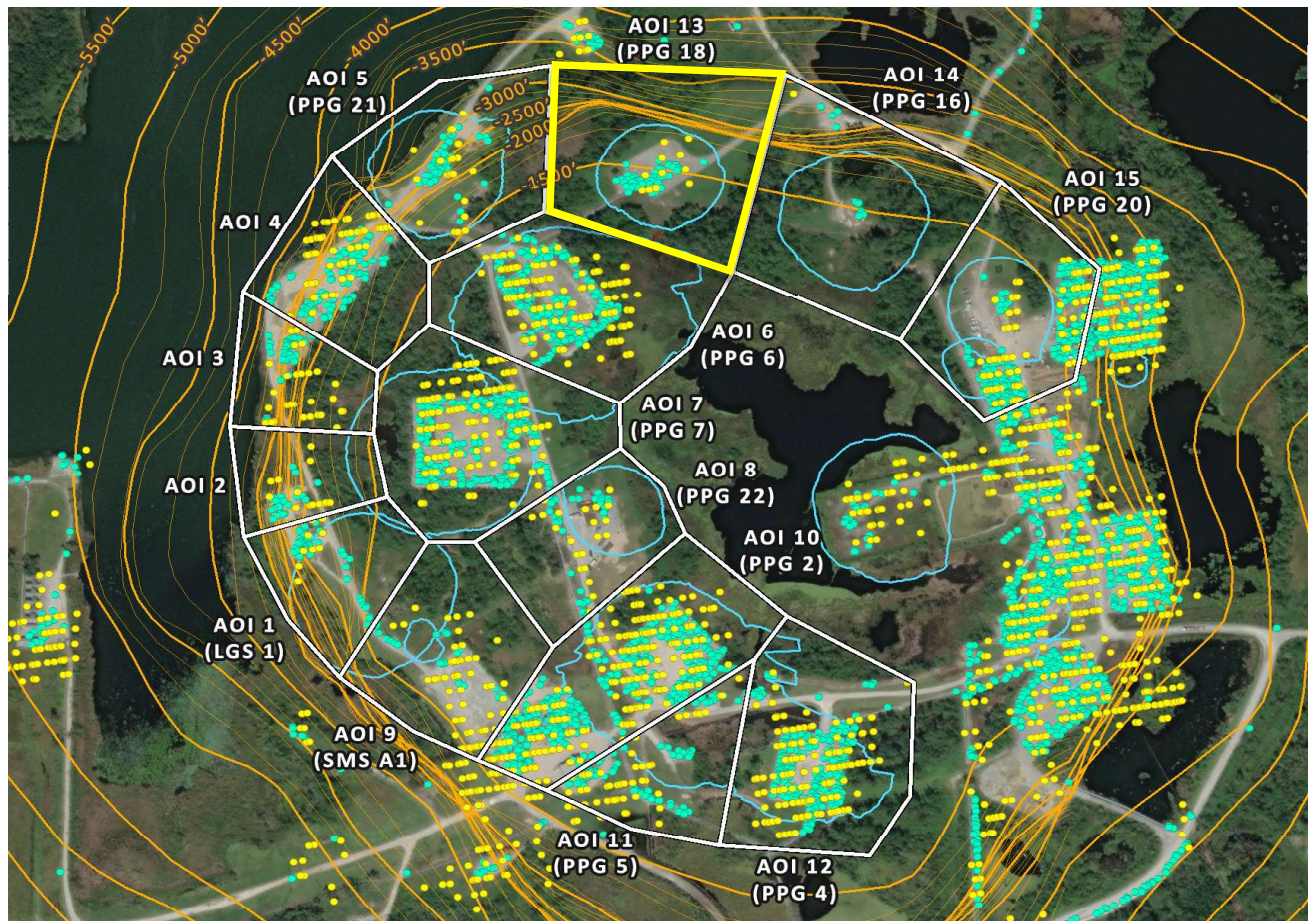 -5500'
-5000'
-4500'
-4000'
-3500'
-3000'
-2500'
-2000'
-1500'
AOI 13
(PPG 18)
AOI 5
(PPG 21)
AOI 14
(PPG 16)
AOI 15
(PPG 20)
AOI 4
AOI 3
AOI 2
AOI 6
(PPG 6)
AOI 7
(PPG 7)
AOI 8
(PPG 22)
AOI 10
(PPG 2)
AOI 1
(LGS 1)
AOI 9
(SMS A1)
AOI 11
(PPG 5)
AOI 12
(PPG 4)